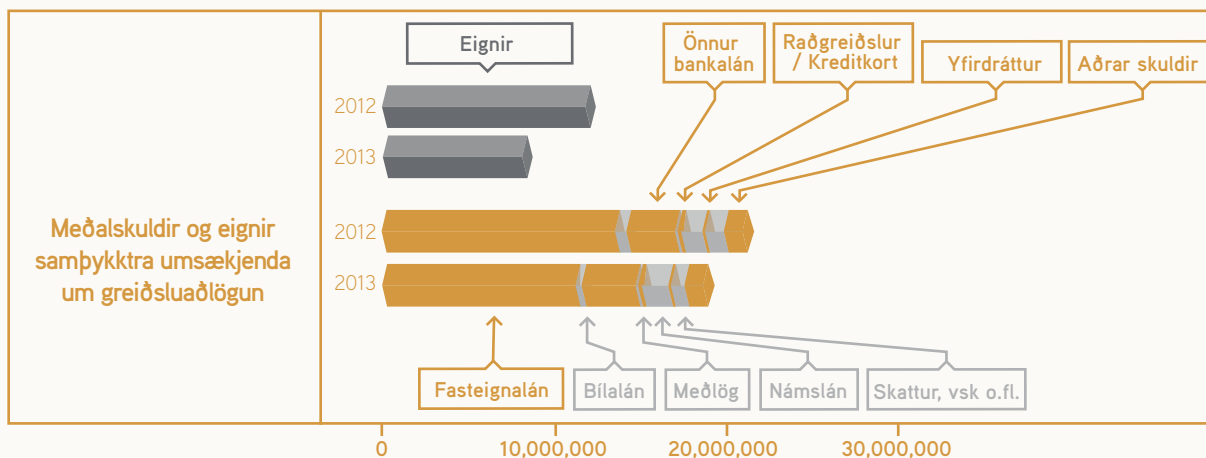 Meðalskuldir og eignir
samþykktra umsækjenda
um greiðsluaðlögun
Eignir
Önnur
bankalán
Raðgreiðslur
/ Kreditkort
Yfirdráttur
Aðrar skuldir
2012
2013
2012
2013
Fasteignalán
Bílalán
Meðlög
Námslán
Skattur, vsk o.fl.
0
10,000,000
20,000,000
30,000,000